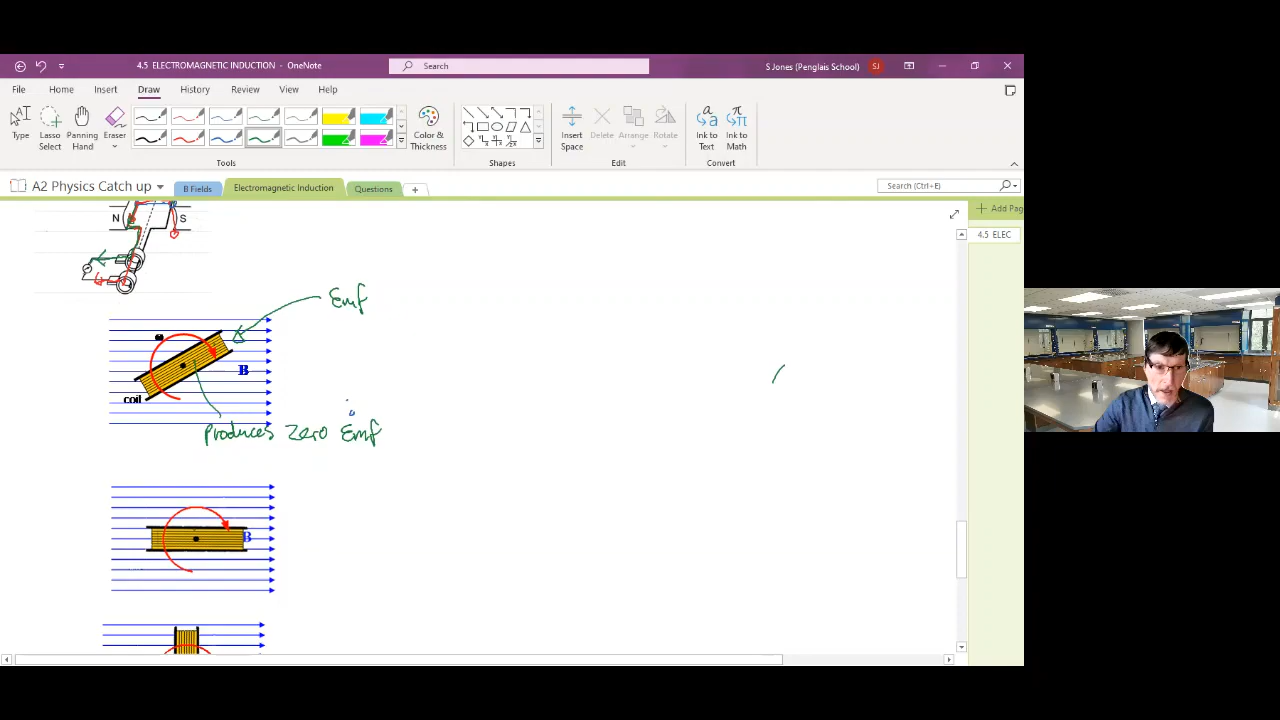 4.5 ELECTROMAGNETIC INDUCTION - OneNote
Search
S Jones (Penglais School)
SJ
File
Home
Insert
Draw
History
Review
View
Help
Type
Lasso Select
Panning Hand
Eraser
Color & Thickness
Insert Space
Delete
Arrange
Rotate
Ink to Text
Ink to Math
Tools
Shapes
Edit
Convert
A2 Physics Catch up
B Fields
Electromagnetic Induction
Questions
Search (Ctrl+E)
Add Pag
4.5 ELEC
N
S
Emf
ω
B
coil
Produces Zero Emf
B